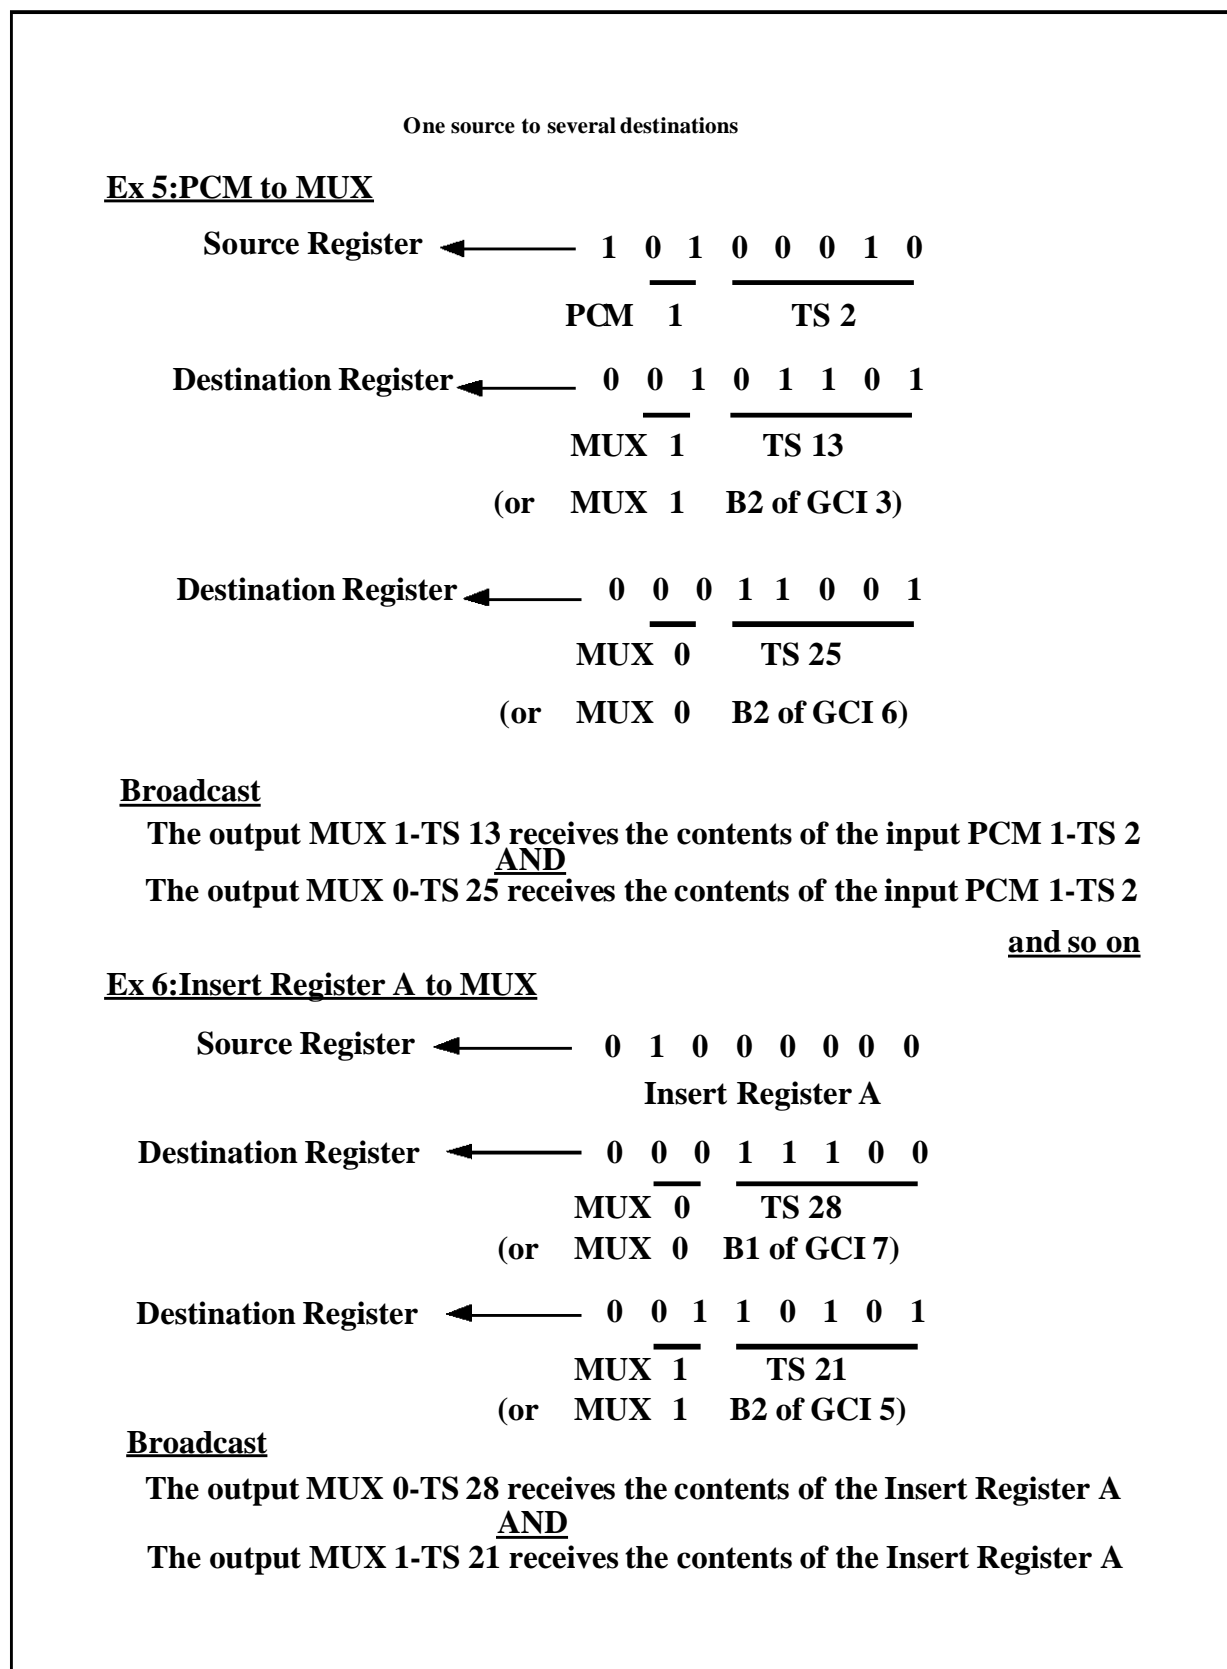 One source to several destinations
Ex 5:PCM to MUX
Source Register 1 0 1 0 0 0 1 0
PCM 1 TS 2
Destination Register 0 0 1 0 1 1 0 1
MUX 1 TS 13
(or MUX 1 B2 of GCI 3)
Destination Register 0 0 0 1 1 0 0 1
MUX 0 TS 25
(or MUX 0 B2 of GCI 6)
Broadcast
The output MUX 1-TS 13 receives the contents of the input PCM 1-TS 2
AND
The output MUX 0-TS 25 receives the contents of the input PCM 1-TS 2
and so on
Ex 6:Insert Register A to MUX
Source Register 0 1 0 0 0 0 0 0
Insert Register A
Destination Register 0 0 0 1 1 1 0 0
MUX 0 TS 28
(or MUX 0 B1 of GCI 7)
Destination Register 0 0 1 1 0 1 0 1
MUX 1 TS 21
(or MUX 1 B2 of GCI 5)
Broadcast
The output MUX 0-TS 28 receives the contents of the Insert Register A
AND
The output MUX 1-TS 21 receives the contents of the Insert Register A